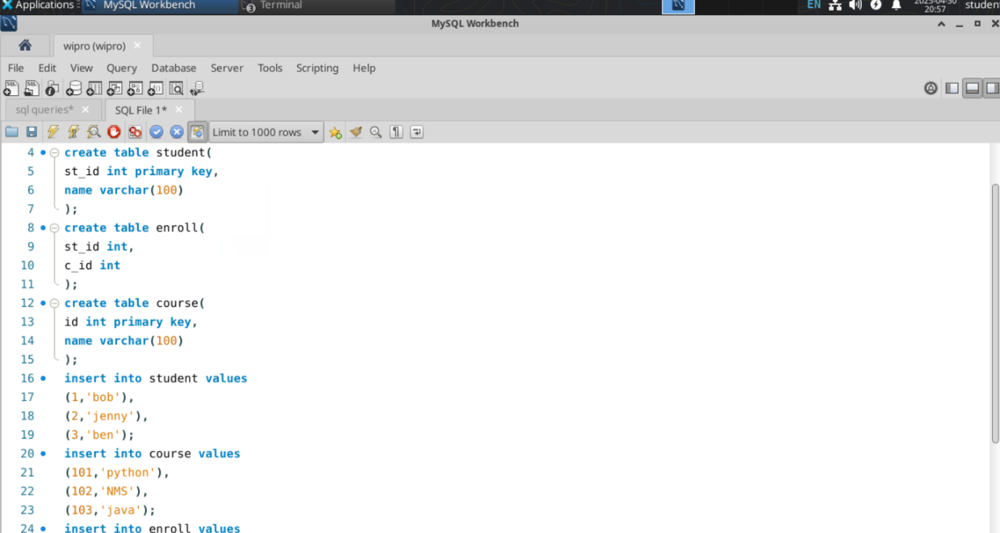 Applications
MySQL Workbench
Terminal
EN
2025-04-30
20:57
student
MySQL Workbench
wipro (wipro)
File Edit View Query Database Server Tools Scripting Help
sql queries*
SQL File 1*
Limit to 1000 rows
4 create table student(
5 st_id int primary key,
6 name varchar(100)
7 );
8 create table enroll(
9 st_id int,
10 c_id int
11 );
12 create table course(
13 id int primary key,
14 name varchar(100)
15 );
16 insert into student values
17 (1,'bob'),
18 (2,'jenny'),
19 (3,'ben');
20 insert into course values
21 (101,'python'),
22 (102,'NMS'),
23 (103,'java');
24 insert into enroll values